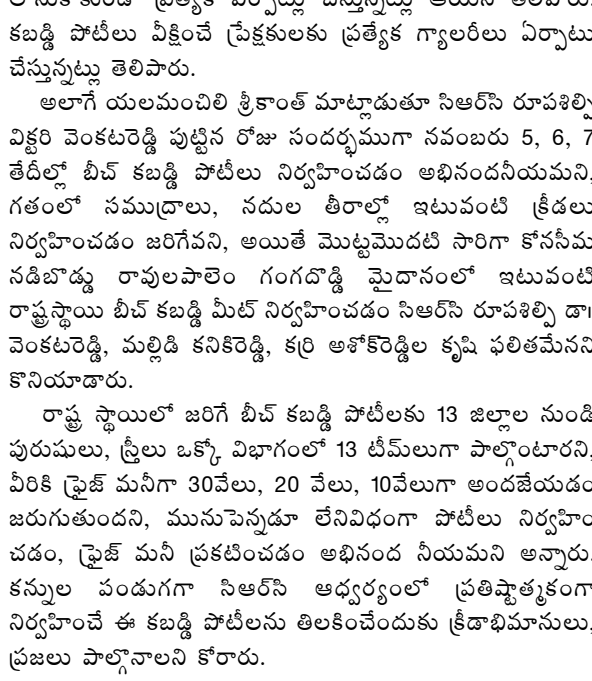 కబడ్డి పోటీలు వీక్షించే ప్రేక్షకులకు ప్రత్యేక గ్యాలరీలు ఏర్పాటు
చేస్తున్నట్లు తెలిపారు.
అలాగే యలమంచిలి శ్రీకాంత్ మాట్లాడుతూ సిఆర్‌సి రూపశిల్పి
విక్టరి వెంకటరెడ్డి పుట్టిన రోజు సందర్భముగా నవంబరు 5, 6, 7
తేదీల్లో బీచ్ కబడ్డి పోటీలు నిర్వహించడం అభినందనీయమని,
గతంలో సముద్రాలు, నదుల తీరాల్లో ఇటువంటి క్రీడలు
నిర్వహించడం జరిగేవని, అయితే మొట్టమొదటి సారిగా కోనసీమ
నడిబొడ్డు రావులపాలెం గంగదొడ్డి మైదానంలో ఇటువంటి
రాష్ట్రస్థాయి బీచ్ కబడ్డి మీట్ నిర్వహించడం సిఆర్‌సి రూపశిల్పి డా॥
వెంకటరెడ్డి, మల్లిడి కనికిరెడ్డి, కర్రి అశోక్‌రెడ్డిల కృషి ఫలితమేనని
కొనియాడారు.
రాష్ట్ర స్థాయిలో జరిగే బీచ్ కబడ్డి పోటీలకు 13 జిల్లాల నుండి
పురుషులు, స్త్రీలు ఒక్కో విభాగంలో 13 టీమ్‌లుగా పాల్గొంటారని,
వీరికి ఫ్రైజ్ మనీగా 30వేలు, 20 వేలు, 10వేలుగా అందజేయడం
జరుగుతుందని, మునుపెన్నడూ లేనివిధంగా పోటీలు నిర్వహిం
చడం, ఫ్రైజ్ మనీ ప్రకటించడం అభినంద నీయమని అన్నారు.
కన్నుల పండుగగా సిఆర్‌సి ఆధ్వర్యంలో ప్రతిష్టాత్మకంగా
నిర్వహించే ఈ కబడ్డి పోటీలను తిలకించేందుకు క్రీడాభిమానులు,
ప్రజలు పాల్గొనాలని కోరారు.